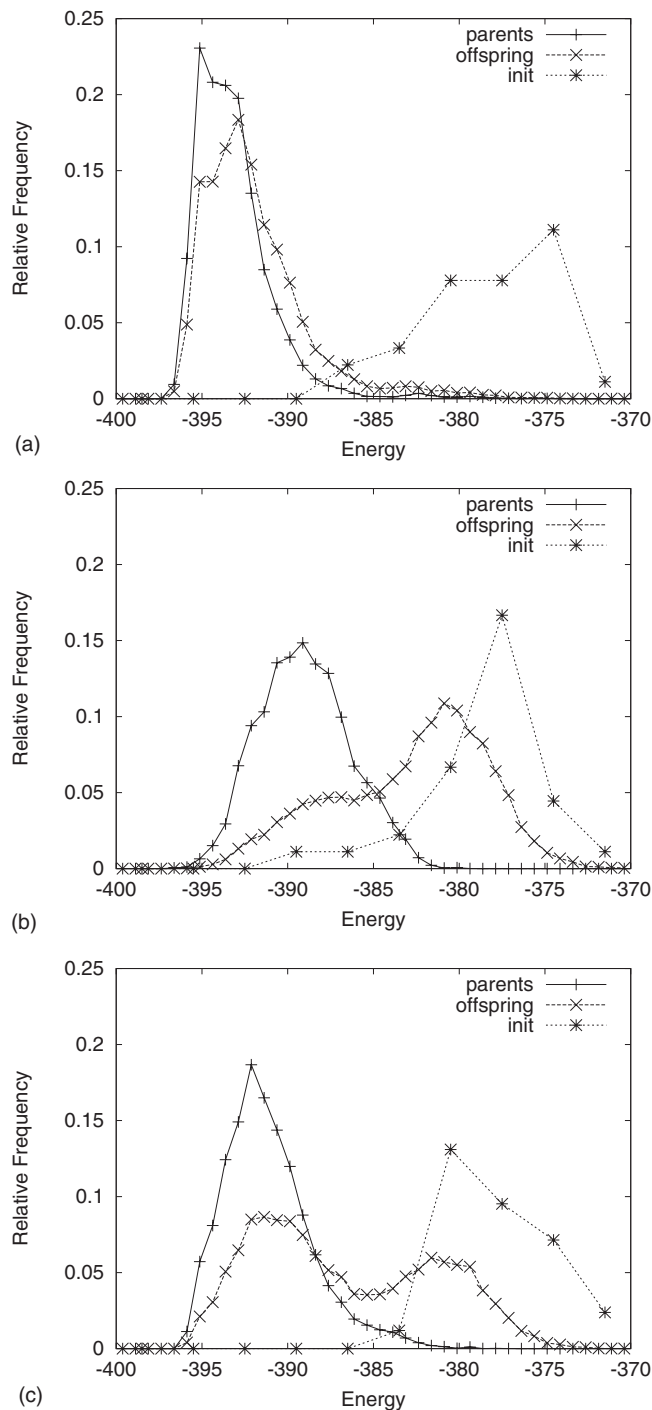 0.25
0.2
0.15
0.1
0.05
0
Relative Frequency
parents
offspring
init
-400 -395 -390 -385 -380 -375 -370
Energy
(a)
0.25
0.2
0.15
0.1
0.05
0
Relative Frequency
parents
offspring
init
-400 -395 -390 -385 -380 -375 -370
Energy
(b)
0.25
0.2
0.15
0.1
0.05
0
Relative Frequency
parents
offspring
init
-400 -395 -390 -385 -380 -375 -370
Energy
(c)